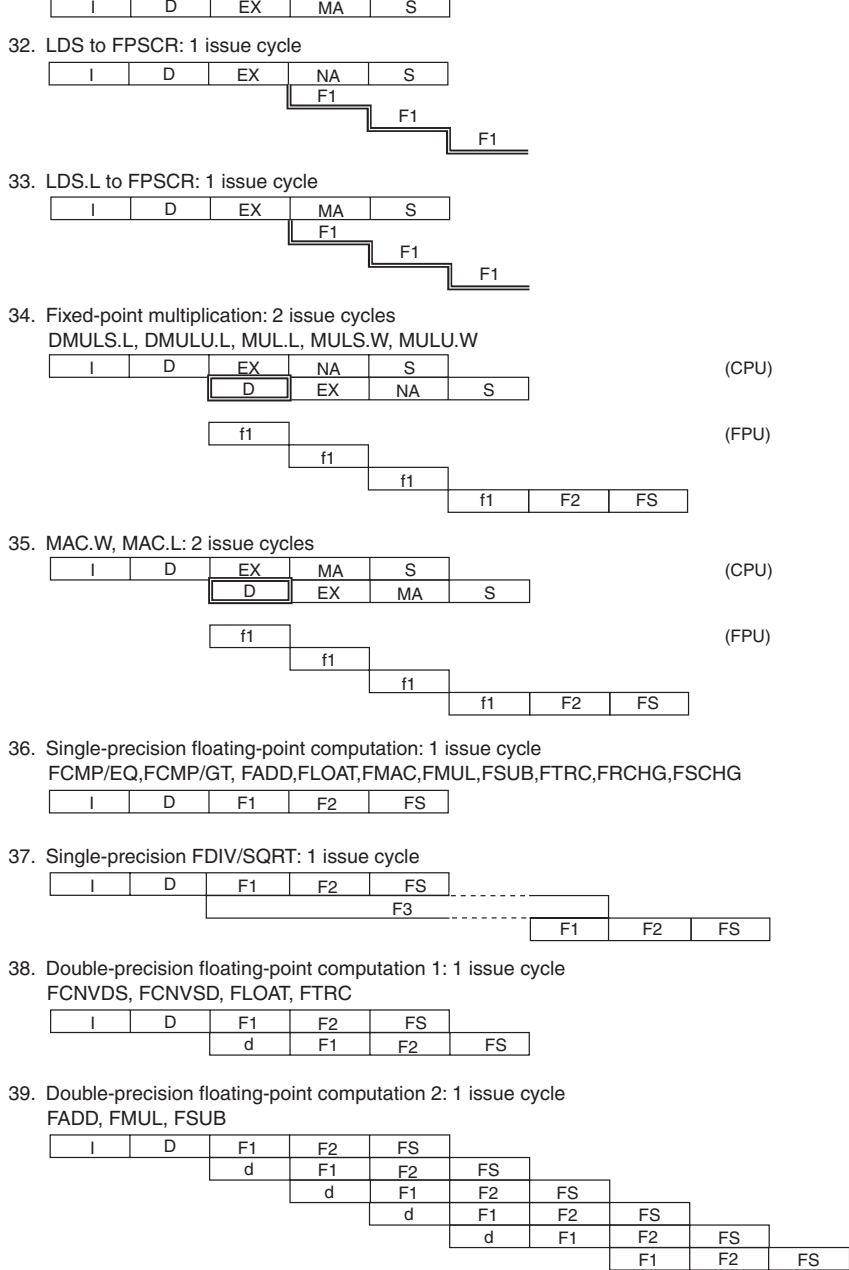 I D EX MA S
32. LDS to FPSCR: 1 issue cycle
I D EX NA S
F1
F1
F1
33. LDS.L to FPSCR: 1 issue cycle
I D EX MA S
F1
F1
F1
34. Fixed-point multiplication: 2 issue cycles
DMULS.L, DMULU.L, MUL.L, MULS.W, MULU.W
I D EX NA S (CPU)
D EX NA S
f1 (FPU)
f1
f1
f1 F2 FS
35. MAC.W, MAC.L: 2 issue cycles
I D EX MA S (CPU)
D EX MA S
f1 (FPU)
f1
f1
f1 F2 FS
36. Single-precision floating-point computation: 1 issue cycle
FCMP/EQ,FCMP/GT, FADD,FLOAT,FMAC,FMUL,FSUB,FTRC,FRCHG,FSCHG
I D F1 F2 FS
37. Single-precision FDIV/SQRT: 1 issue cycle
I D F1 F2 FS
F3
F1 F2 FS
38. Double-precision floating-point computation 1: 1 issue cycle
FCNVDS, FCNVSD, FLOAT, FTRC
I D F1 F2 FS
d F1 F2 FS
39. Double-precision floating-point computation 2: 1 issue cycle
FADD, FMUL, FSUB
I D F1 F2 FS
d F1 F2 FS
d F1 F2 FS
d F1 F2 FS
d F1 F2 FS
F1 F2 FS